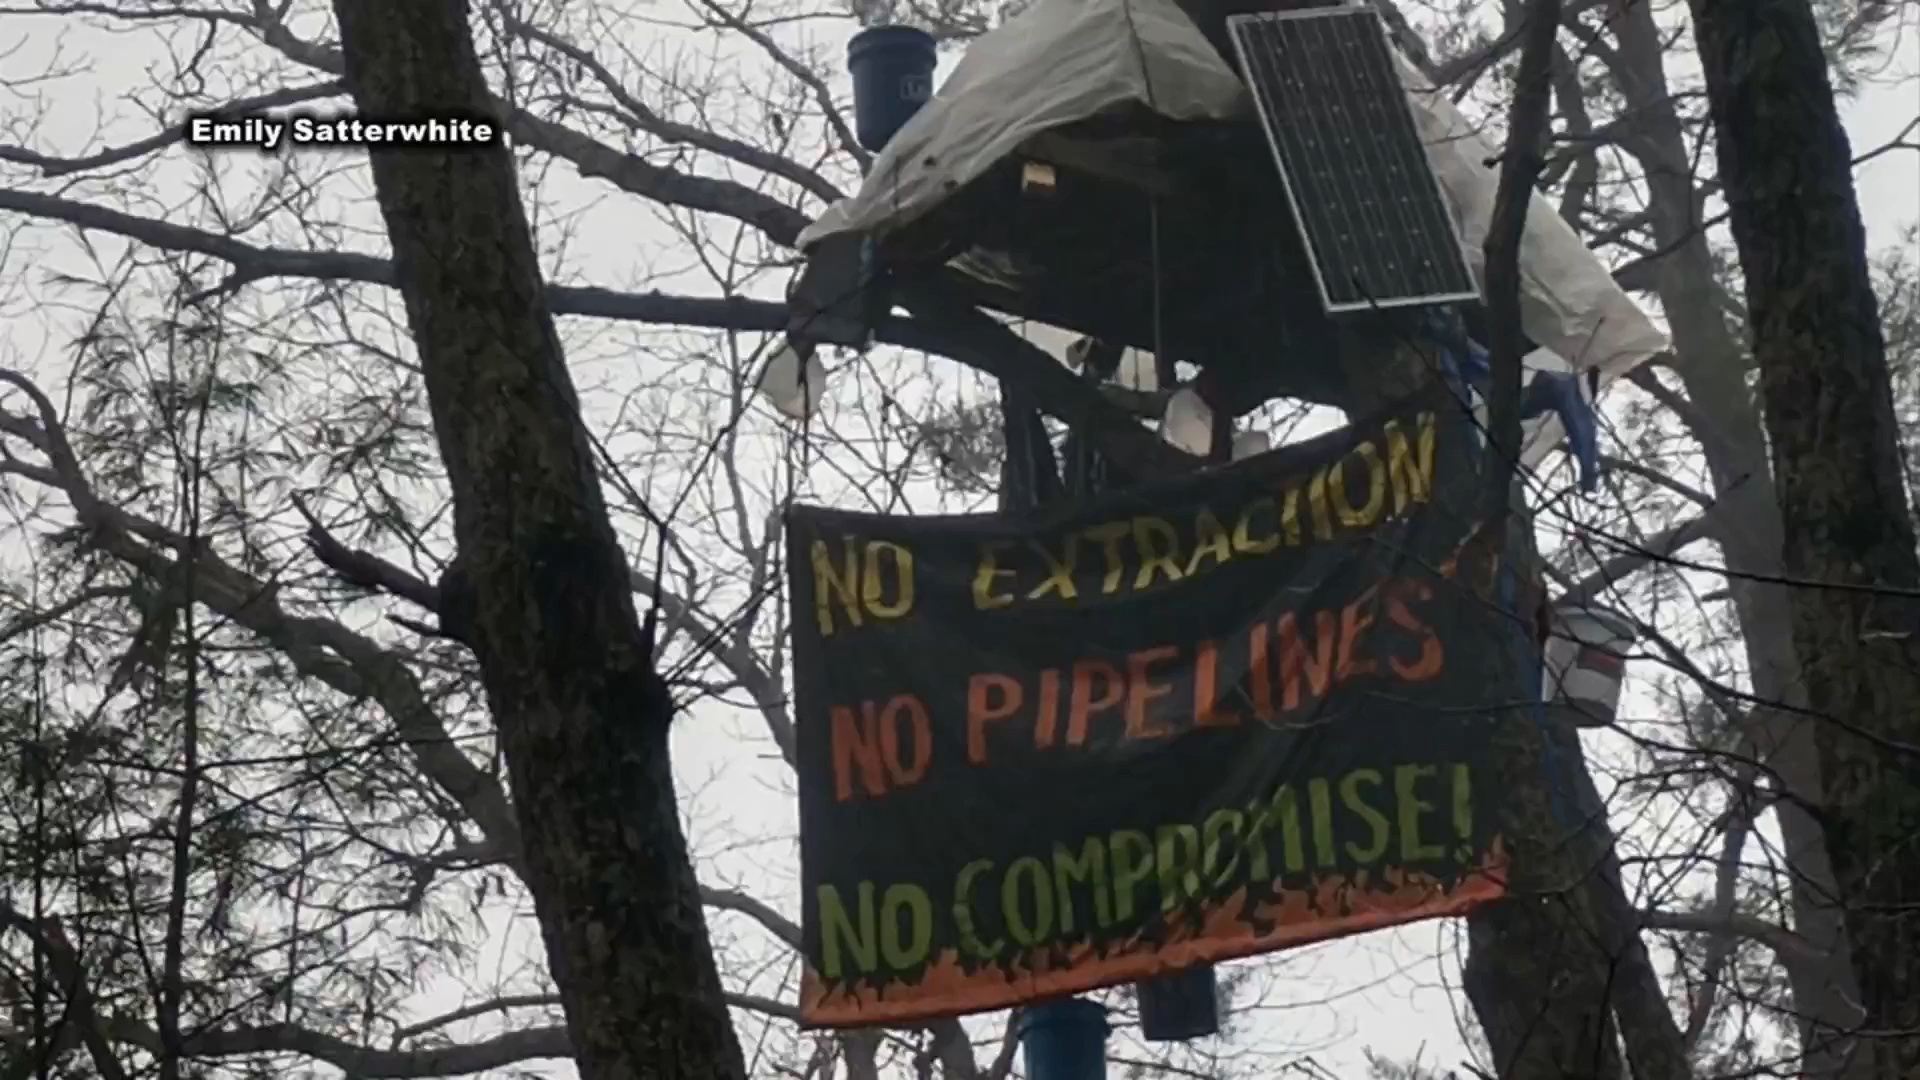 Emily Satterwhite
NO EXTRACTION
NO PIPELINES
NO COMPROMISE!